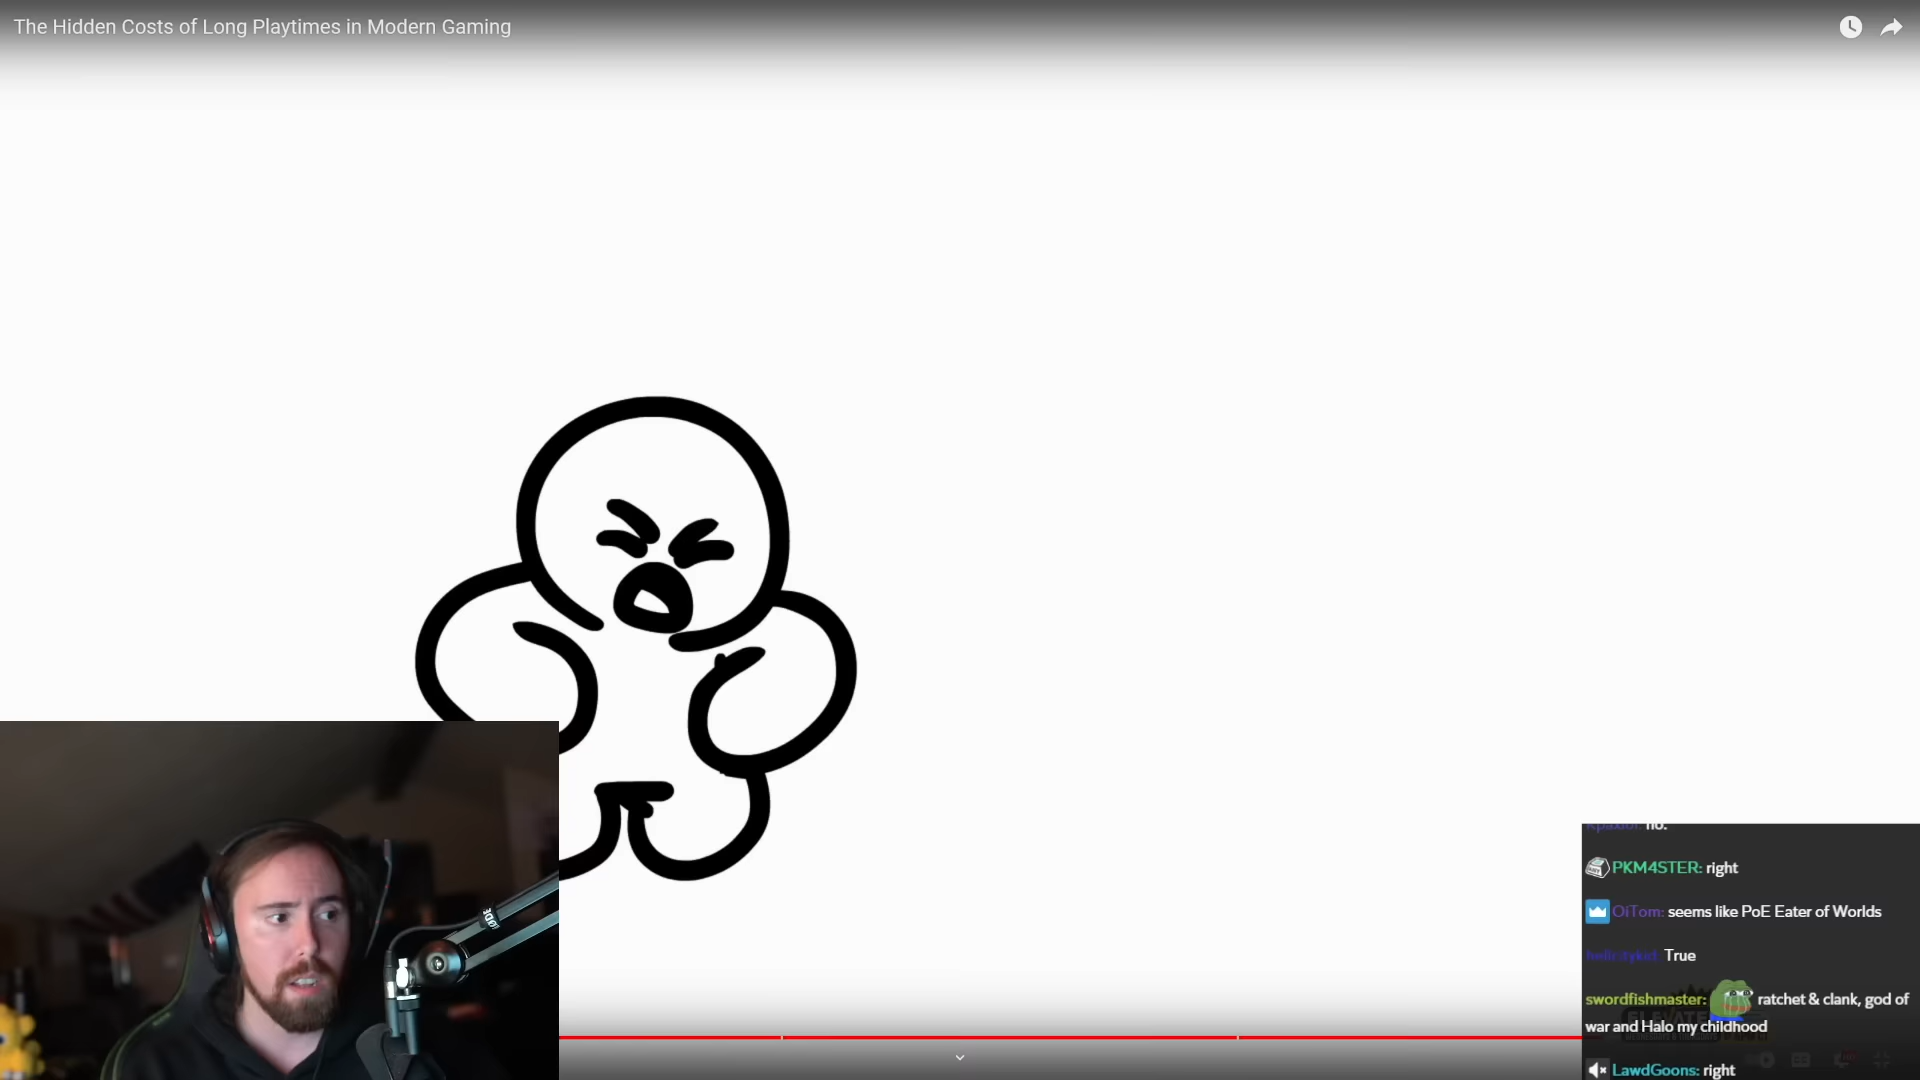 The Hidden Costs of Long Playtimes in Modern Gaming
no.
PKM4STER: right
OiTom: seems like PoE Eater of Worlds
True
swordfishmaster: ratchet & clank, god of
war and Halo my childhood
LawdGoons: right